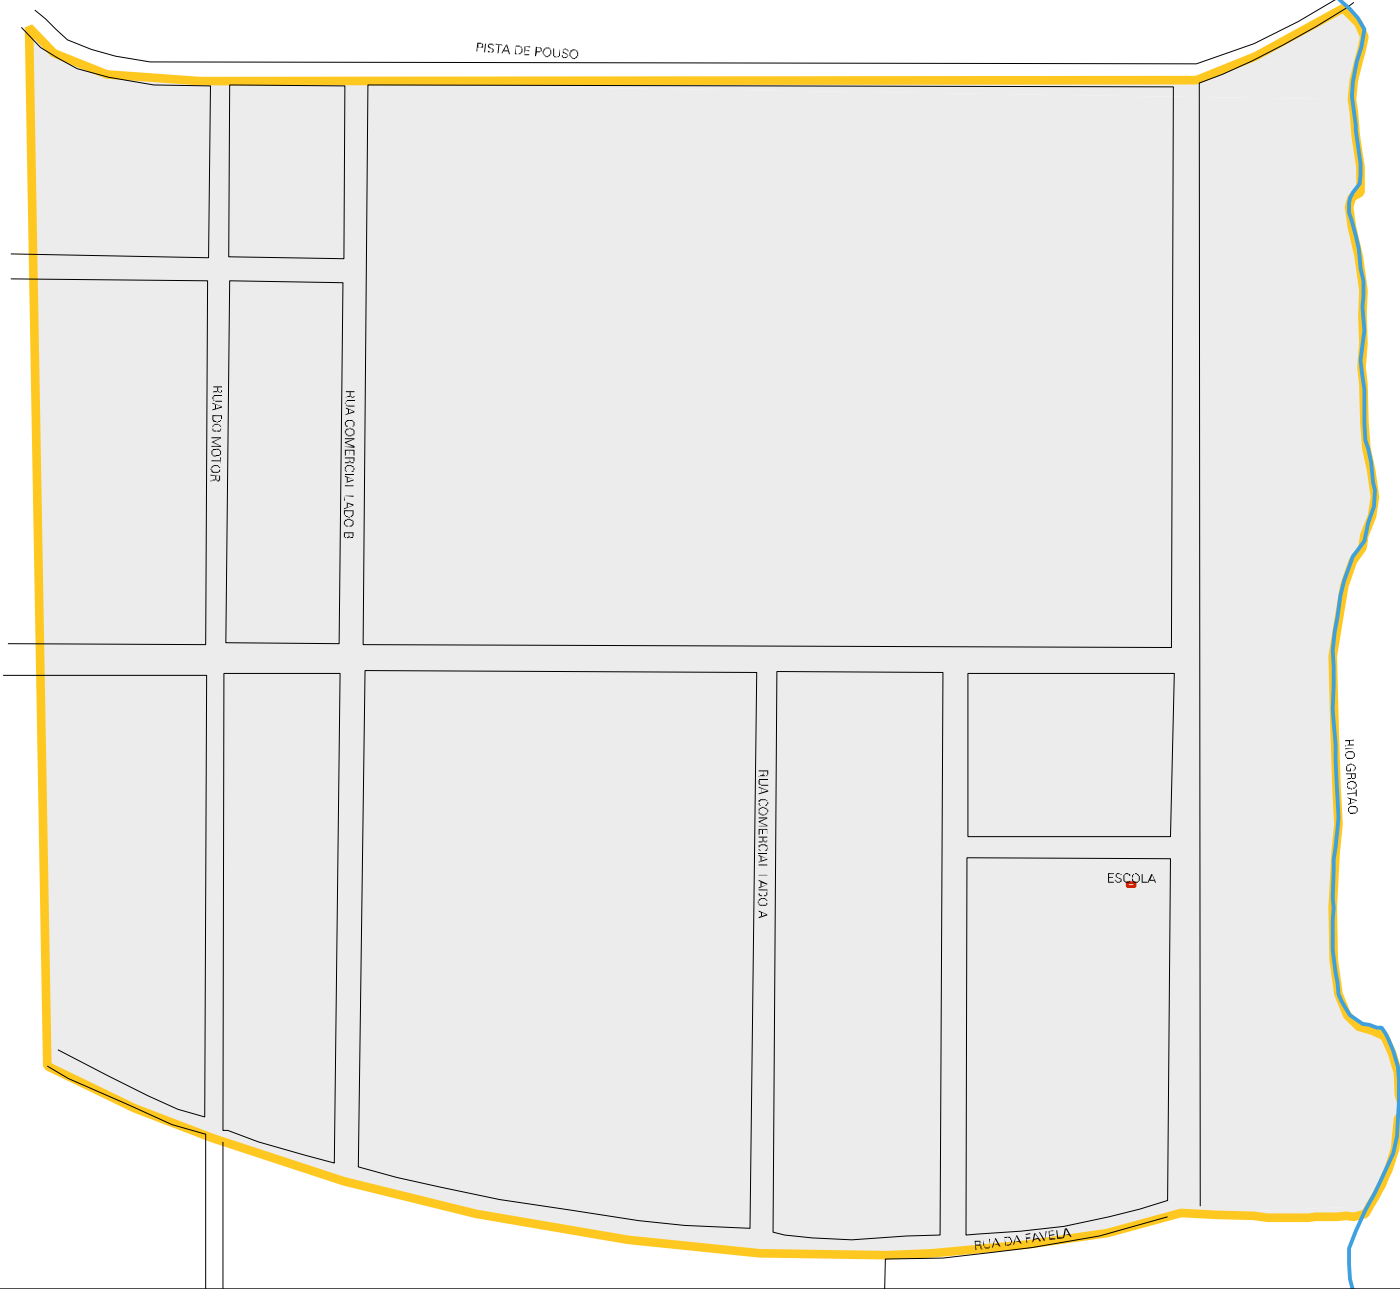 PISTA DE POUSO
RUA DO MOTOR
RUA COMERCIAL LADO B
RIO GROTAO
RUA COMERCIAL LADO A
ESCOLA
RUA DA FAVELA